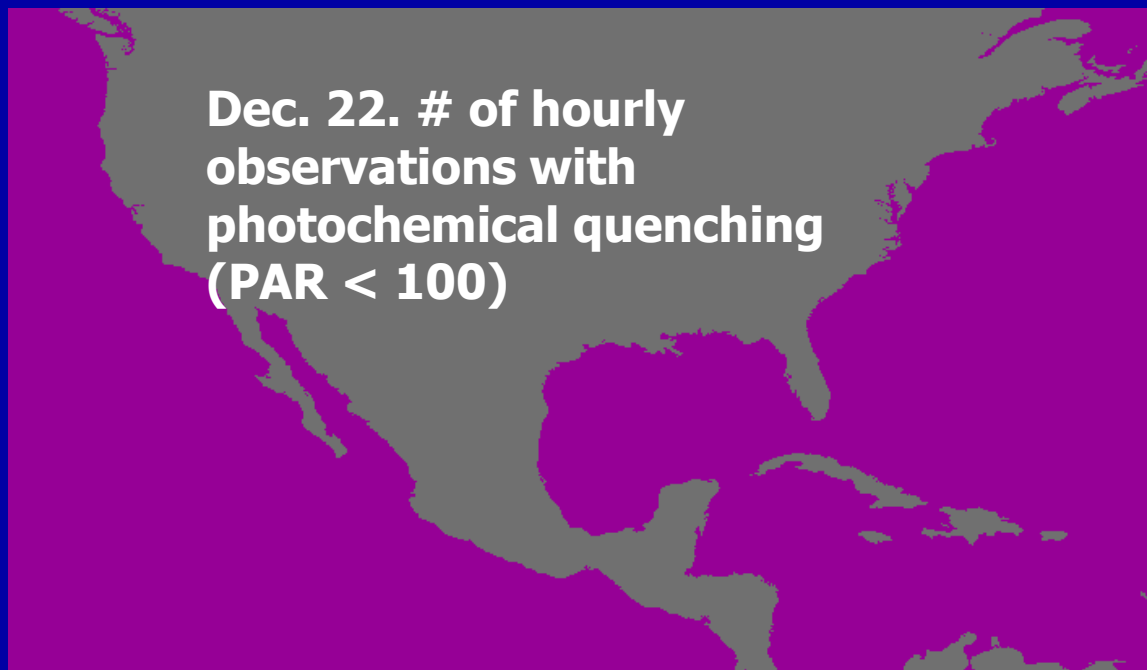 Dec. 22. # of hourly
observations with
photochemical quenching
(PAR < 100)